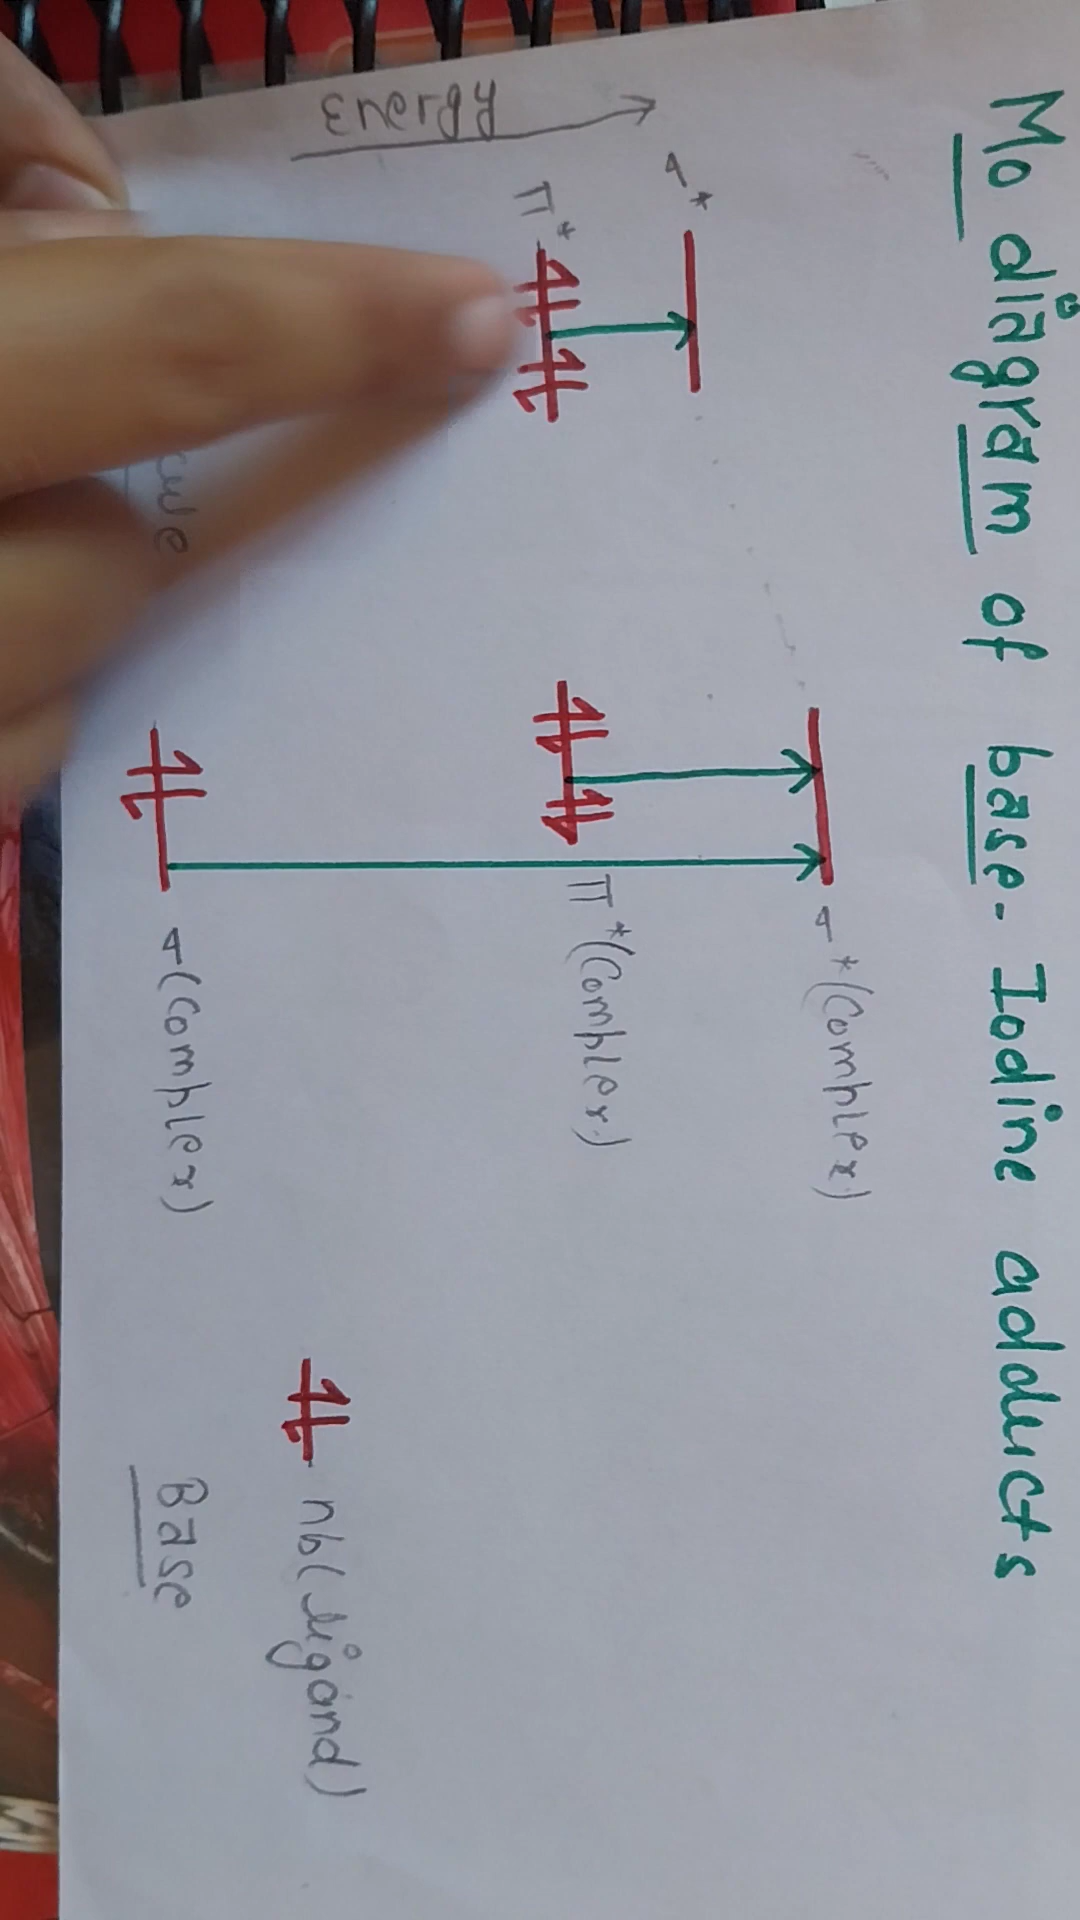 Mo diagram of base-Iodine adducts
Energy
σ*
π*
σ*(Complex)
π*(Complex)
σ(Complex)
nb(ligand)
Base